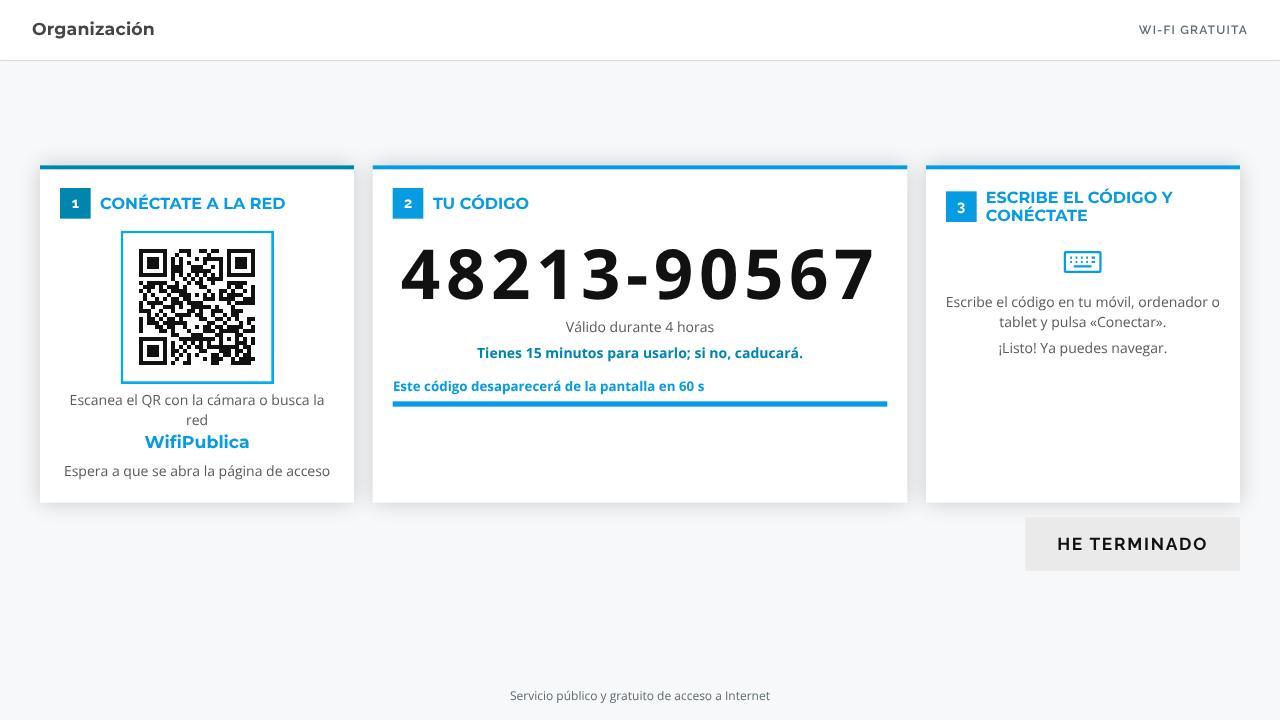 Organización
WI-FI GRATUITA
1
CONÉCTATE A LA RED
Escanea el QR con la cámara o busca la
red
WifiPublica
Espera a que se abra la página de acceso
2
TU CÓDIGO
48213-90567
Válido durante 4 horas
Tienes 15 minutos para usarlo; si no, caducará.
Este código desaparecerá de la pantalla en 60 s
3
ESCRIBE EL CÓDIGO Y
CONÉCTATE
Escribe el código en tu móvil, ordenador o
tablet y pulsa «Conectar».
¡Listo! Ya puedes navegar.
HE TERMINADO
Servicio público y gratuito de acceso a Internet